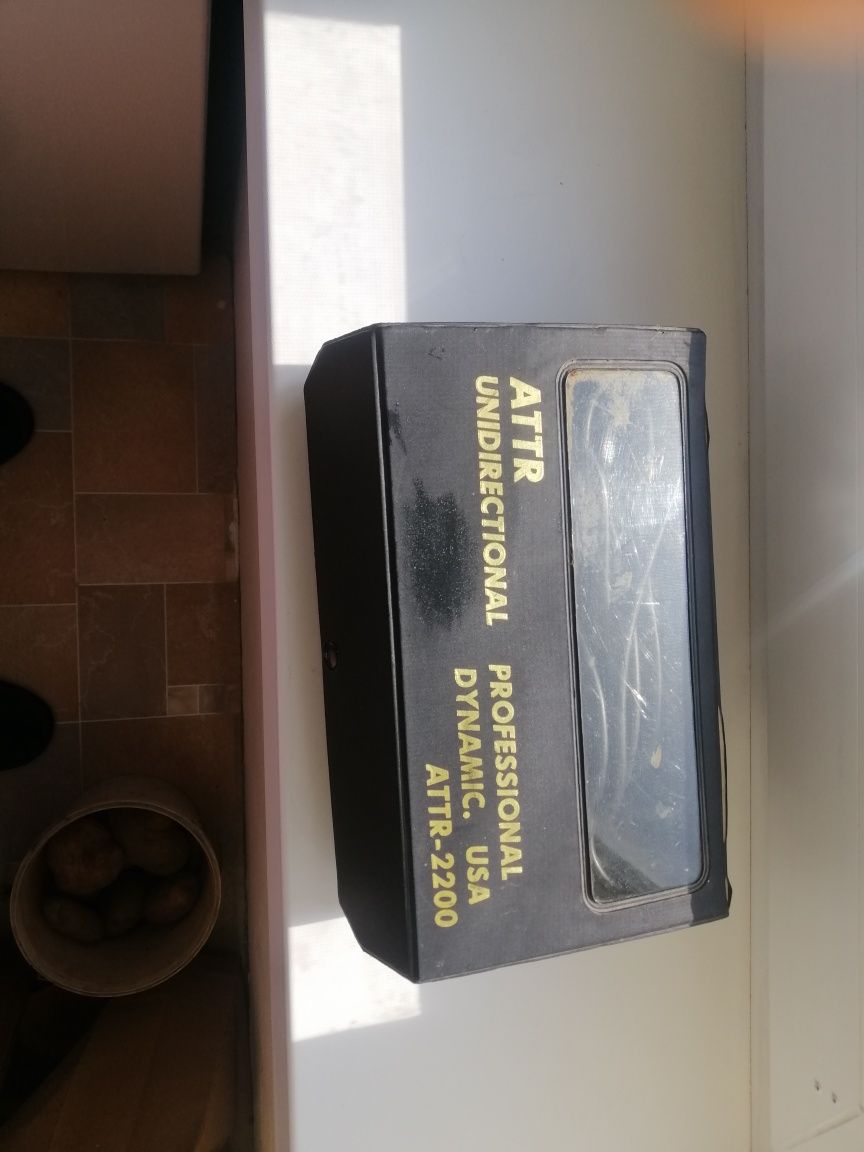 ATTR
UNIDIRECTIONAL PROFESSIONAL
DYNAMIC. USA
ATTR-2200